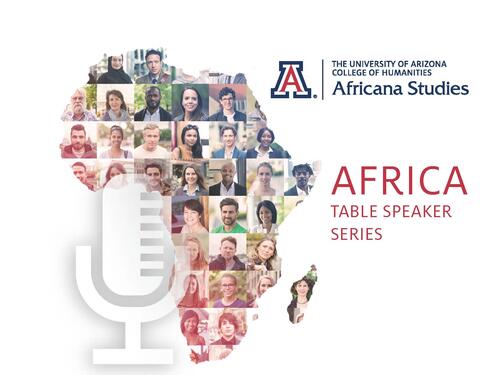 THE UNIVERSITY OF ARIZONA
COLLEGE OF HUMANITIES
Africana Studies
AFRICA
TABLE SPEAKER
SERIES